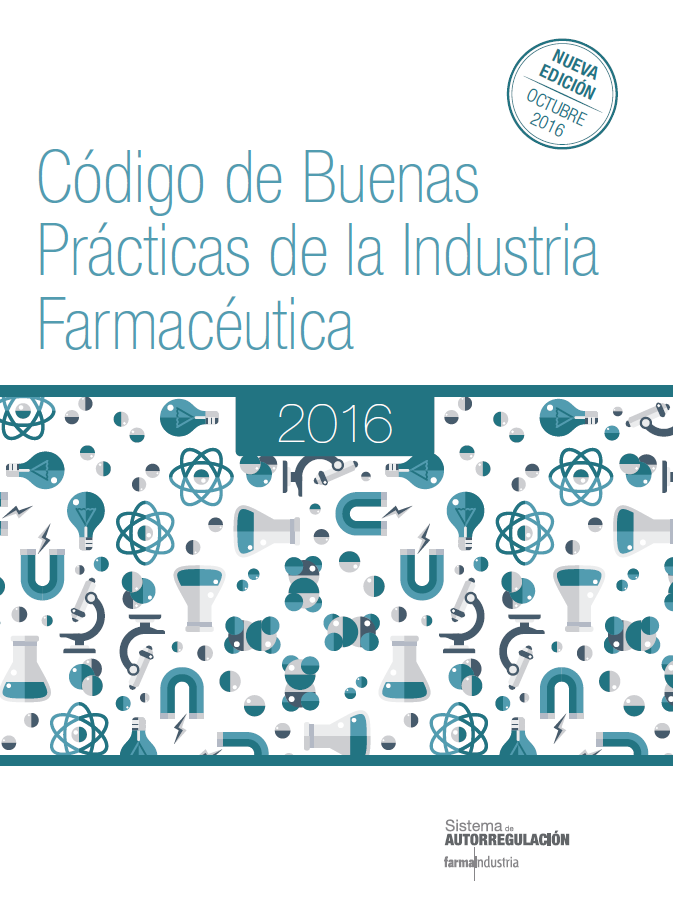 NUEVA
EDICIÓN
OCTUBRE
2016
Código de Buenas
Prácticas de la Industria
Farmacéutica
2016
Sistema de
AUTORREGULACIÓN
farmaindustria